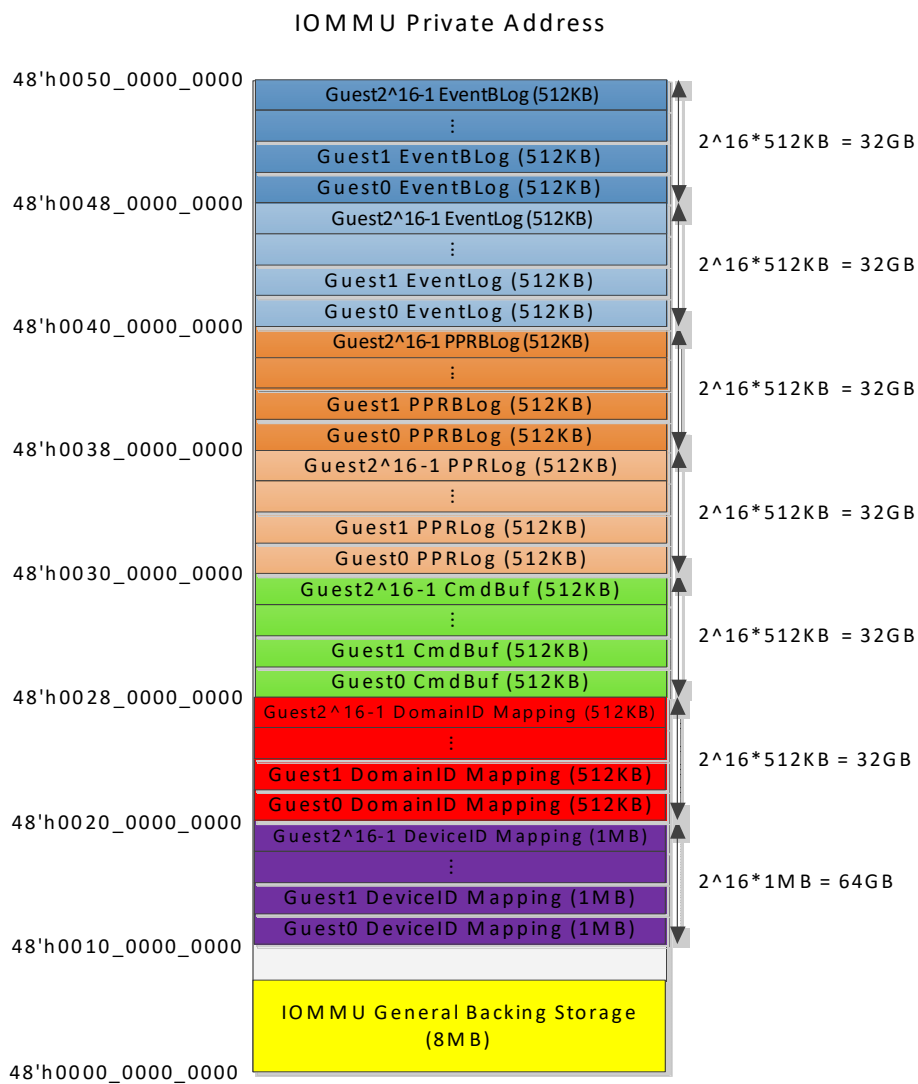 IOMMU Private Address
48'h0050_0000_0000
Guest2^16-1 EventBLog (512KB)
⋮
2^16*512KB = 32GB
Guest1 EventBLog (512KB)
Guest0 EventBLog (512KB)
48'h0048_0000_0000
Guest2^16-1 EventLog (512KB)
⋮
2^16*512KB = 32GB
Guest1 EventLog (512KB)
Guest0 EventLog (512KB)
48'h0040_0000_0000
Guest2^16-1 PPRBLog (512KB)
⋮
2^16*512KB = 32GB
Guest1 PPRBLog (512KB)
Guest0 PPRBLog (512KB)
48'h0038_0000_0000
Guest2^16-1 PPRLog (512KB)
⋮
2^16*512KB = 32GB
Guest1 PPRLog (512KB)
Guest0 PPRLog (512KB)
48'h0030_0000_0000
Guest2^16-1 CmdBuf (512KB)
⋮
2^16*512KB = 32GB
Guest1 CmdBuf (512KB)
Guest0 CmdBuf (512KB)
48'h0028_0000_0000
Guest2^16-1 DomainID Mapping (512KB)
⋮
2^16*512KB = 32GB
Guest1 DomainID Mapping (512KB)
Guest0 DomainID Mapping (512KB)
48'h0020_0000_0000
Guest2^16-1 DeviceID Mapping (1MB)
⋮
2^16*1MB = 64GB
Guest1 DeviceID Mapping (1MB)
Guest0 DeviceID Mapping (1MB)
48'h0010_0000_0000
IOMMU General Backing Storage
(8MB)
48'h0000_0000_0000